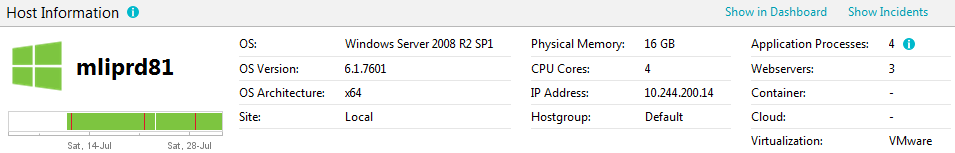 Host Information
Show in Dashboard Show Incidents
mliprd81
Sat, 14-Jul Sat, 28-Jul
OS: Windows Server 2008 R2 SP1
OS Version: 6.1.7601
OS Architecture: x64
Site: Local
Physical Memory: 16 GB
CPU Cores: 4
IP Address: 10.244.200.14
Hostgroup: Default
Application Processes: 4
Webservers: 3
Container: -
Cloud: -
Virtualization: VMware